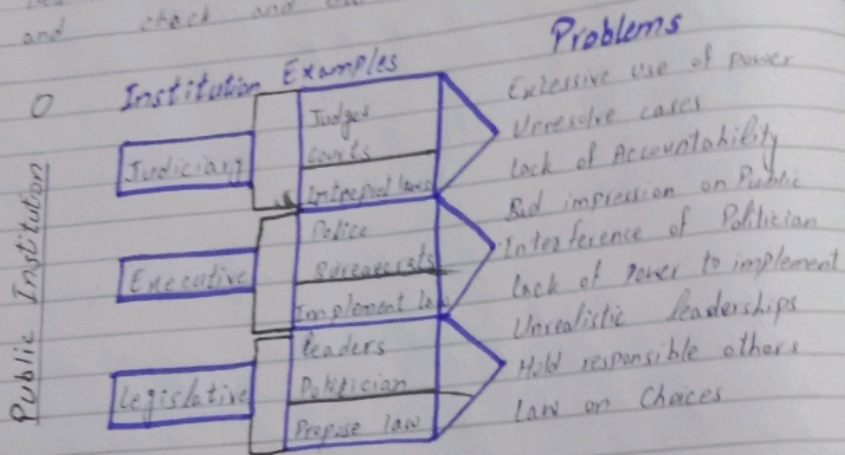 and check and
Problems
Institution Examples
Public Institution
Judiciary
Judges
Courts
Intrepret laws
Excessive use of power
Unresolve cases
Lack of Accountability
Executive
Police
Bureaucrats
Implement law
Bad impression on Public
Interference of Politician
Lack of Power to implement
Legislative
Leaders
Politician
Propose law
Unrealistic leaderships
Hold responsible others
Law on Choices